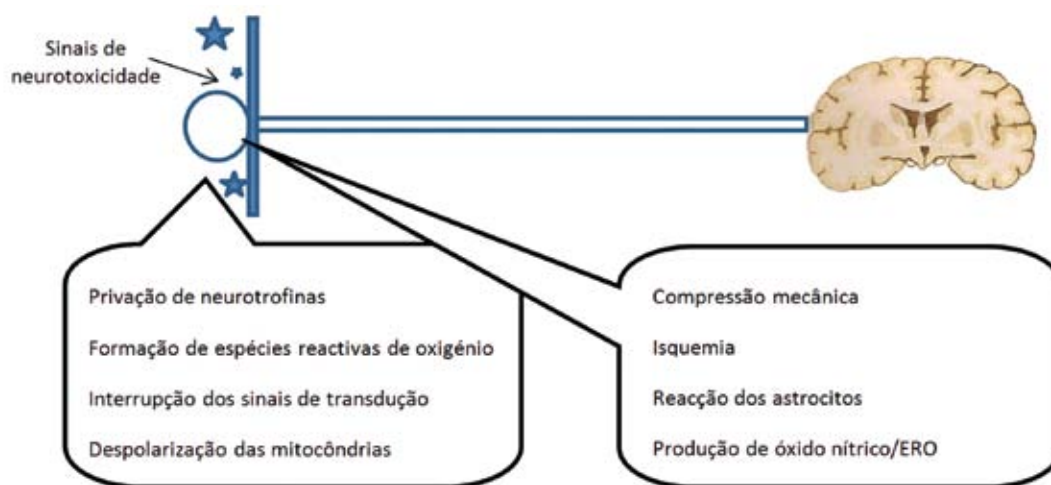 Sinais de
neurotoxicidade
Privação de neurotrofinas
Formação de espécies reactivas de oxigénio
Interrupção dos sinais de transdução
Despolarização das mitocôndrias
Compressão mecânica
Isquemia
Reacção dos astrocitos
Produção de óxido nítrico/ERO